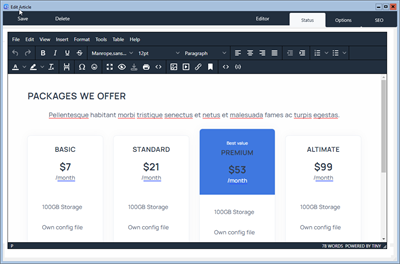 Edit Article
Save Delete Editor Status Options SEO
File Edit View Insert Format Tools Table Help
Manrope,sans... 12pt Paragraph
PACKAGES WE OFFER
Pellentesque habitant morbi tristique senectus et netus et malesuada fames ac turpis egestas.
Best value
BASIC STANDARD PREMIUM ALTIMATE
$7 $21 $53 $99
/month /month /month /month
100GB Storage 100GB Storage 100GB Storage 100GB Storage
Own config file Own config file Own config file Own config file
P 78 WORDS POWERED BY TINY